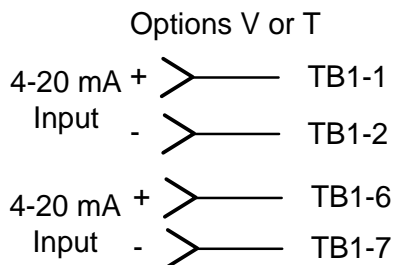 Options V or T
4-20 mA Input + TB1-1
- TB1-2
4-20 mA Input + TB1-6
- TB1-7